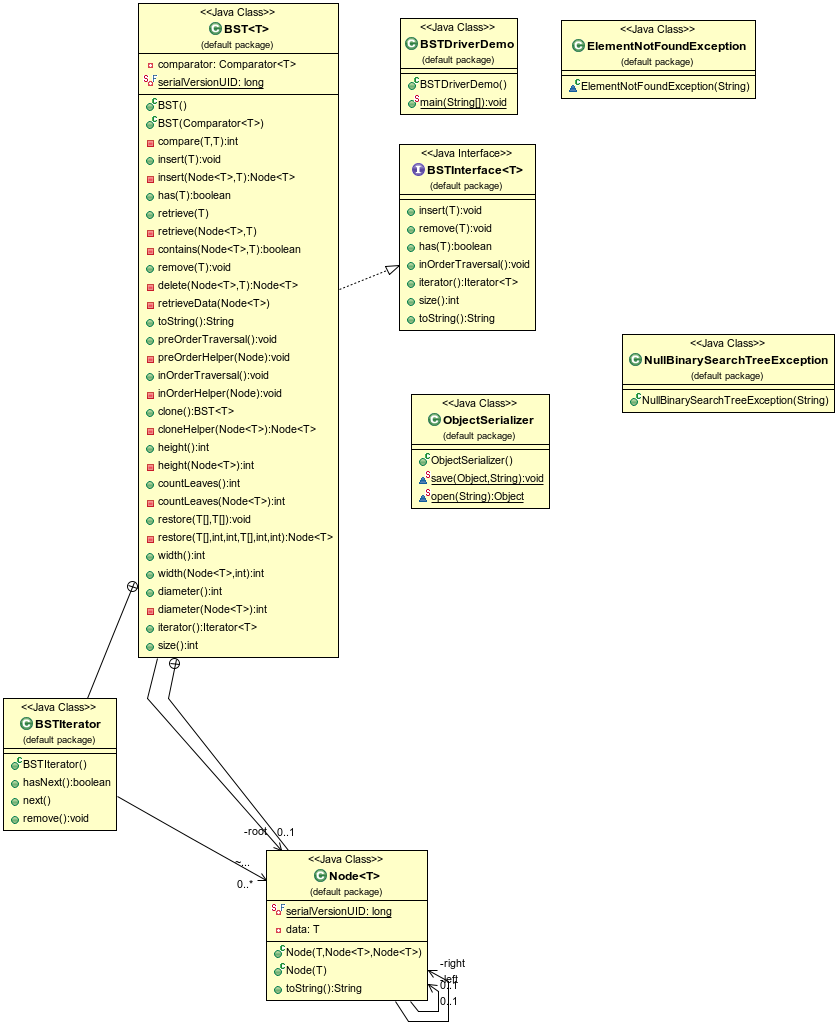 <<Java Class>>
BST<T>
(default package)
comparator: Comparator<T>
serialVersionUID: long
BST()
BST(Comparator<T>)
compare(T,T):int
insert(T):void
insert(Node<T>,T):Node<T>
has(T):boolean
retrieve(T)
retrieve(Node<T>,T)
contains(Node<T>,T):boolean
remove(T):void
delete(Node<T>,T):Node<T>
retrieveData(Node<T>)
toString():String
preOrderTraversal():void
preOrderHelper(Node):void
inOrderTraversal():void
inOrderHelper(Node):void
clone():BST<T>
cloneHelper(Node<T>):Node<T>
height():int
height(Node<T>):int
countLeaves():int
countLeaves(Node<T>):int
restore(T[],T[]):void
restore(T[],int,int,T[],int,int):Node<T>
width():int
width(Node<T>,int):int
diameter():int
diameter(Node<T>):int
iterator():Iterator<T>
size():int
<<Java Class>>
BSTDriverDemo
(default package)
BSTDriverDemo()
main(String[]):void
<<Java Class>>
ElementNotFoundException
(default package)
ElementNotFoundException(String)
<<Java Interface>>
BSTInterface<T>
(default package)
insert(T):void
remove(T):void
has(T):boolean
inOrderTraversal():void
iterator():Iterator<T>
size():int
toString():String
<<Java Class>>
NullBinarySearchTreeException
(default package)
NullBinarySearchTreeException(String)
<<Java Class>>
ObjectSerializer
(default package)
ObjectSerializer()
save(Object,String):void
open(String):Object
<<Java Class>>
BSTIterator
(default package)
BSTIterator()
hasNext():boolean
next()
remove():void
-root
0..1
~...
0..*
<<Java Class>>
Node<T>
(default package)
serialVersionUID: long
data: T
Node(T,Node<T>,Node<T>)
Node(T)
toString():String
-right
-left
0..1
0..1